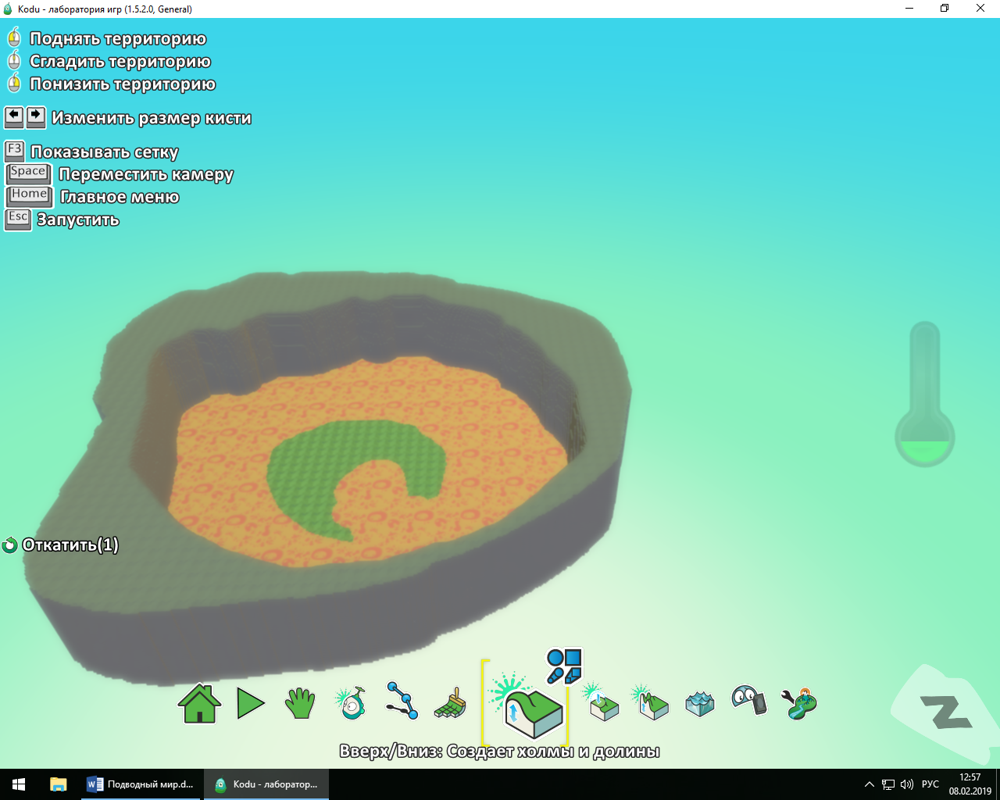 Kodu - лаборатория игр (1.5.2.0, General)
Поднять территорию
Сгладить территорию
Понизить территорию
Изменить размер кисти
F3 Показывать сетку
Space Переместить камеру
Home Главное меню
Esc Запустить
Откатить(1)
Z
Вверх/Вниз: Создает холмы и долины
Подводный мир.d...
Kodu - лаборатор...
РУС
12:57
08.02.2019